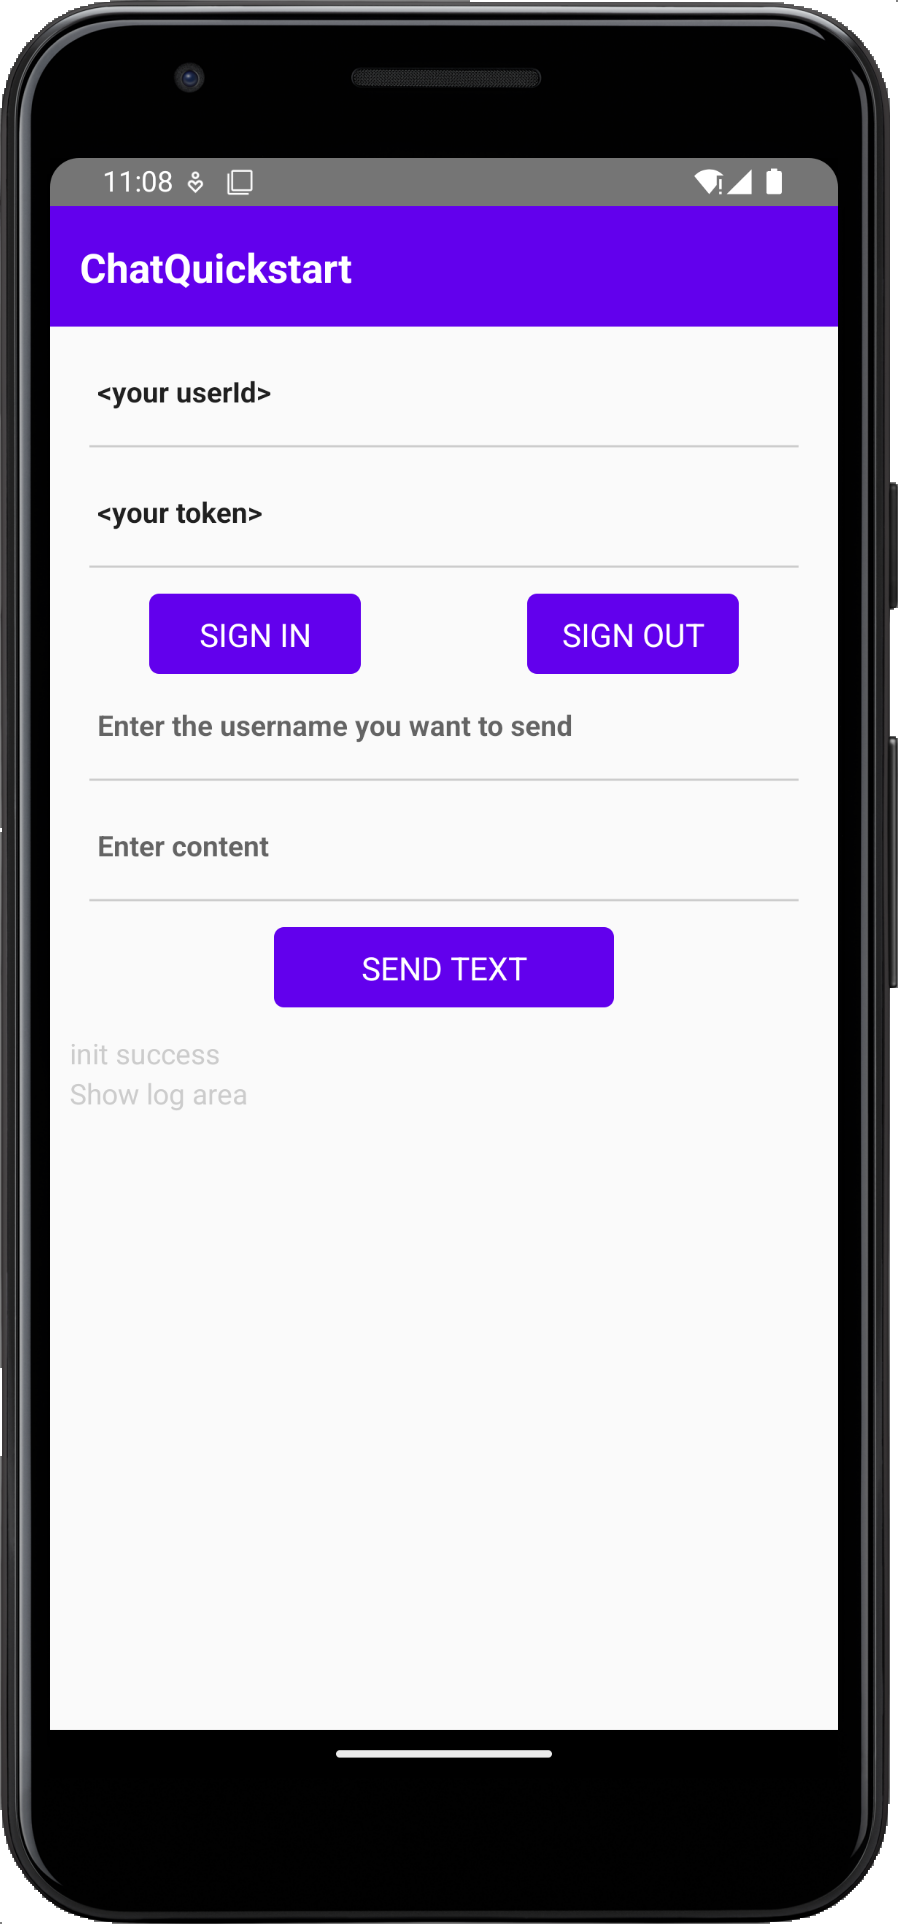 11:08
ChatQuickstart
<your userId>
<your token>
SIGN IN
SIGN OUT
Enter the username you want to send
Enter content
SEND TEXT
init success
Show log area